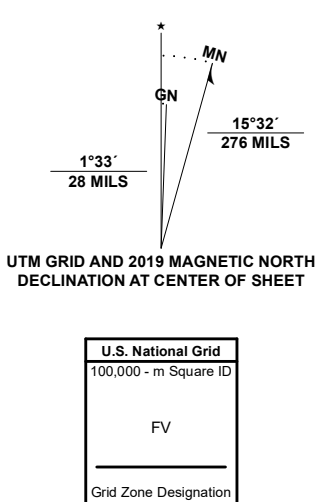 ★
MN
GN
15°32´
276 MILS
1°33´
28 MILS
UTM GRID AND 2019 MAGNETIC NORTH
DECLINATION AT CENTER OF SHEET
U.S. National Grid
100,000 - m Square ID
FV
Grid Zone Designation